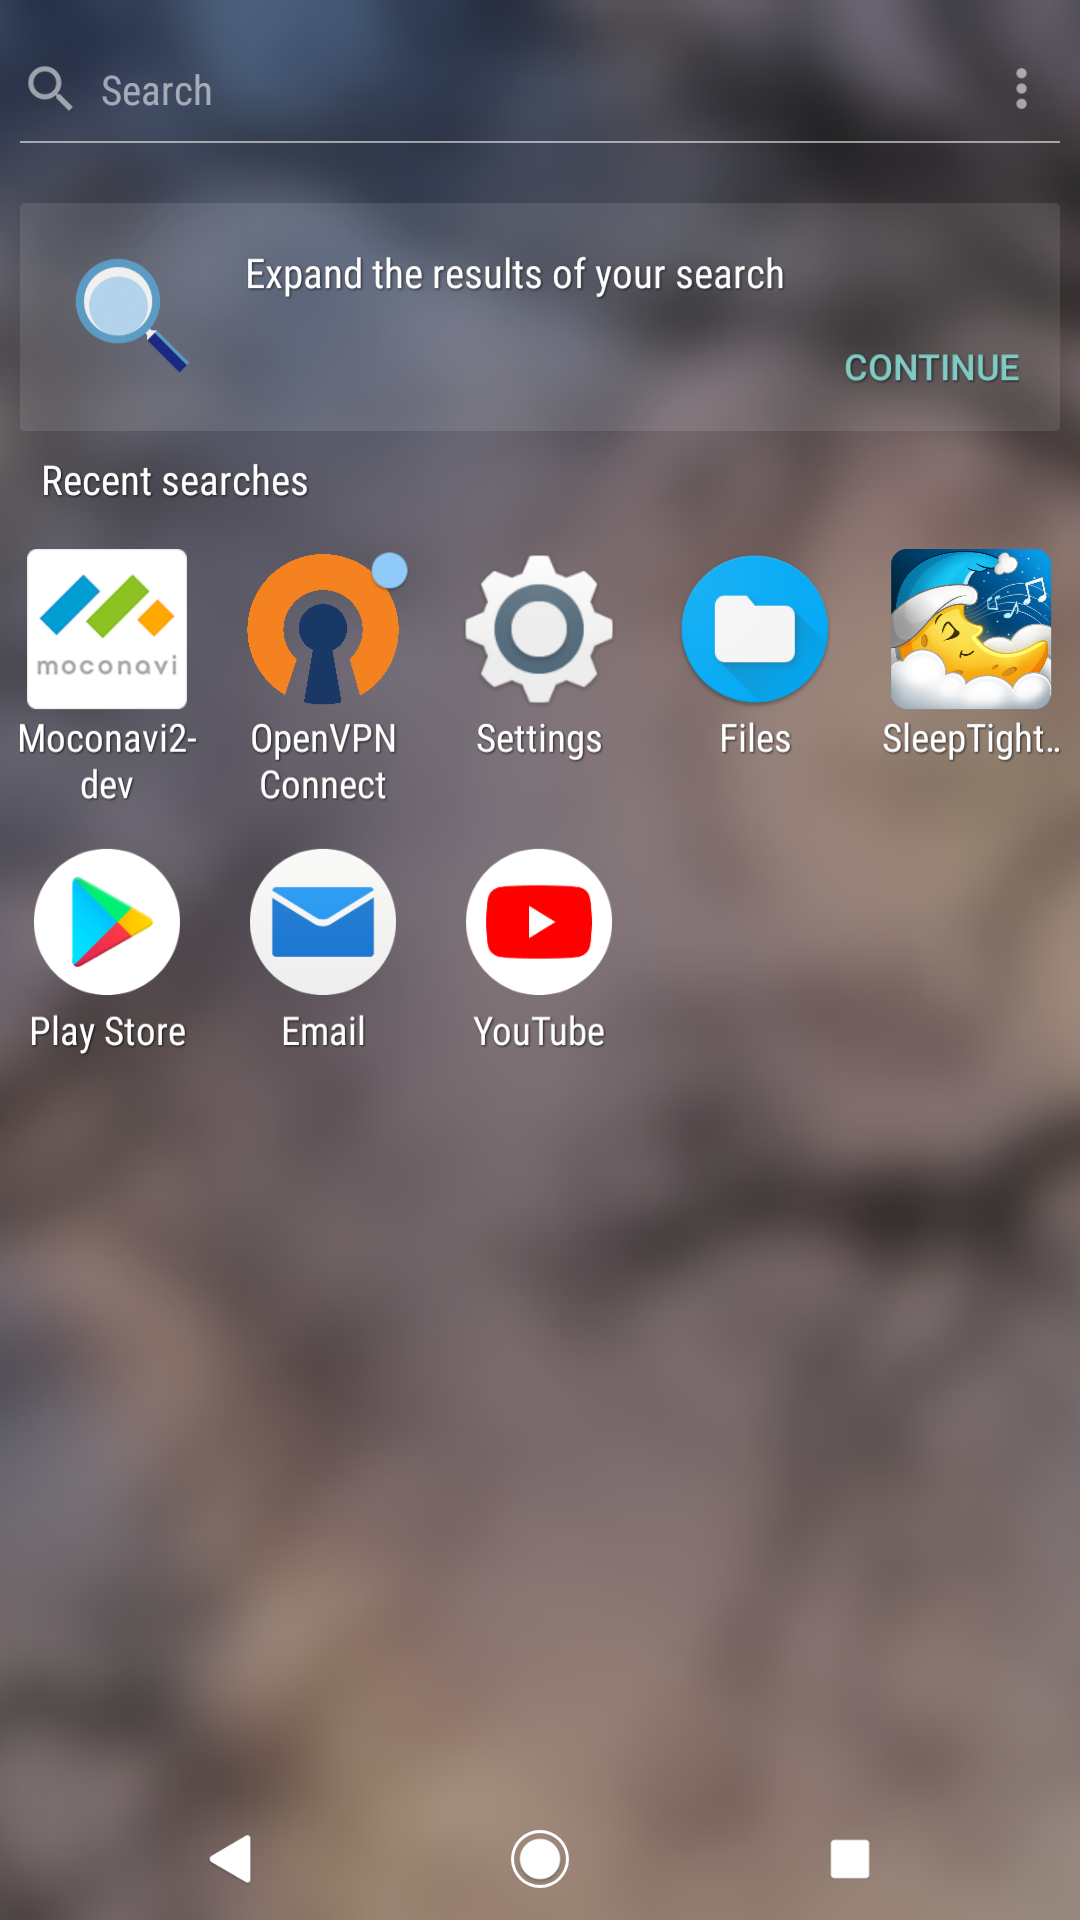 Search
Expand the results of your search
CONTINUE
Recent searches
moconavi
Moconavi2-
dev
OpenVPN
Connect
Settings
Files
SleepTight..
Play Store
Email
YouTube